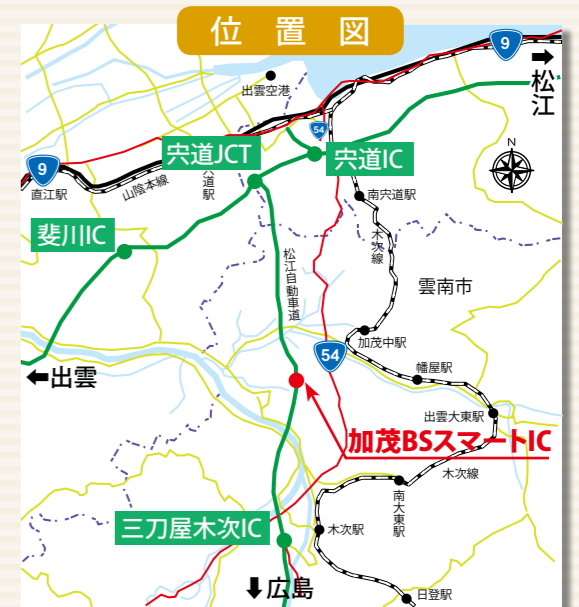 位置図
9
松江
出雲空港
54
宍道JCT
宍道IC
N
9
直江駅
山陰本線
宍道駅
南宍道駅
斐川IC
木次線
松江自動車道
雲南市
加茂中駅
54
幡屋駅
出雲
出雲大東駅
加茂BSスマートIC
木次線
南大東駅
三刀屋木次IC
木次駅
広島
日登駅